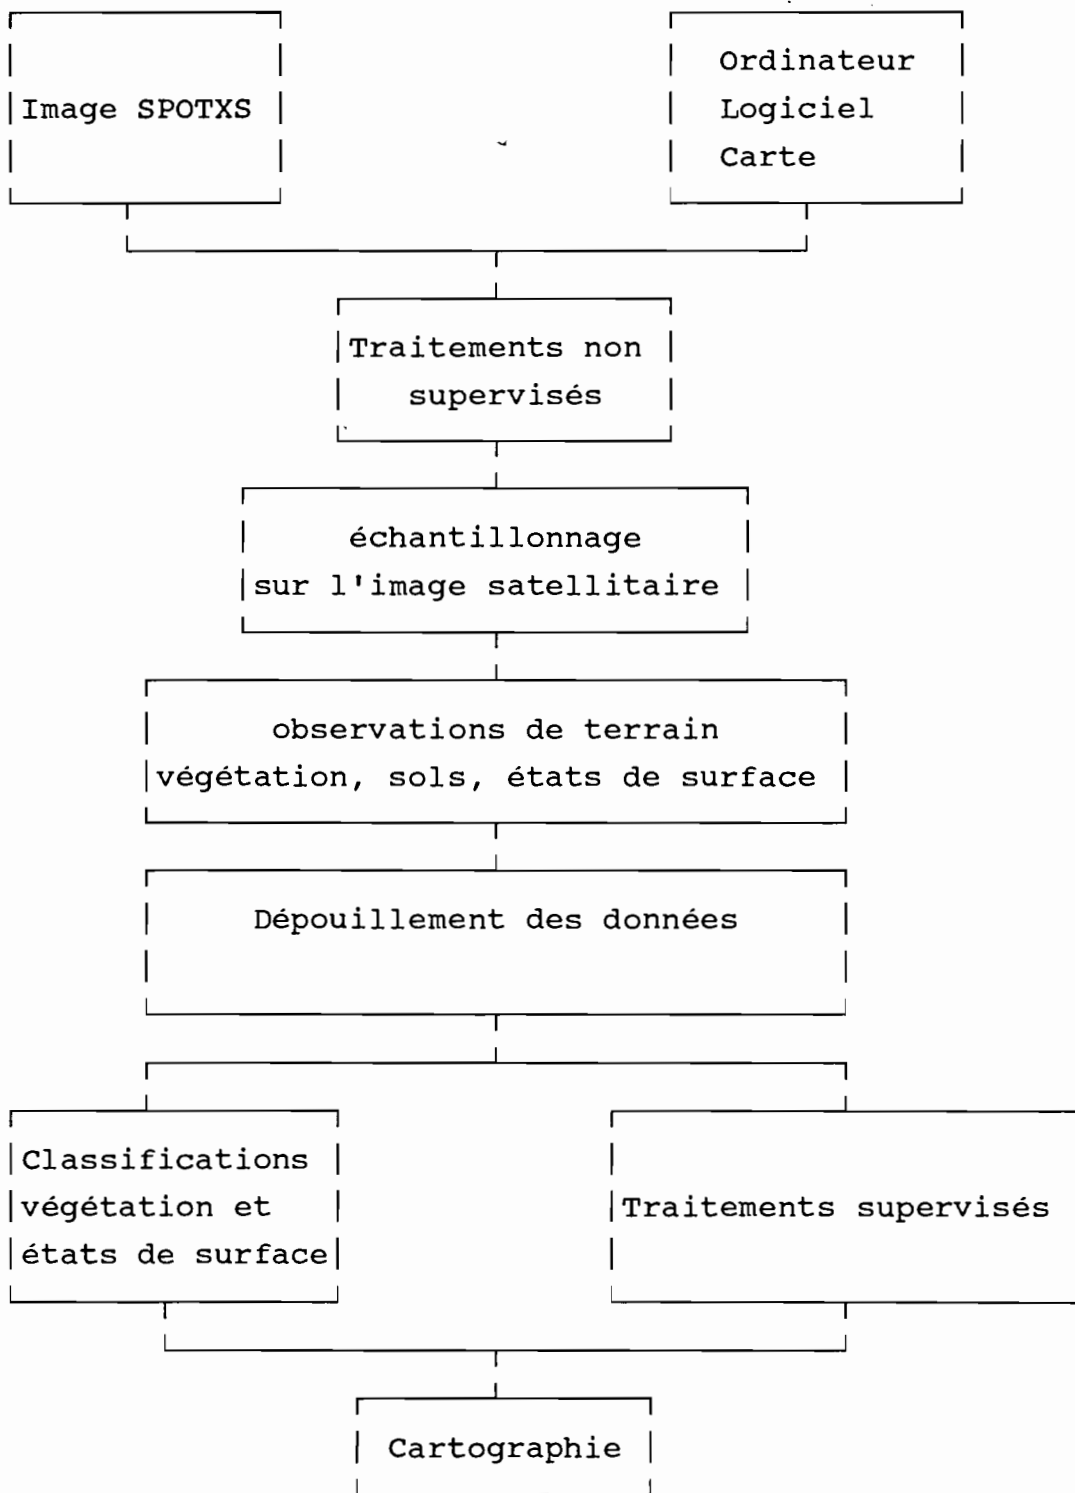 Image SPOTXS
Ordinateur
Logiciel
Carte
Traitements non
supervisés
échantillonnage
sur l'image satellitaire
observations de terrain
végétation, sols, états de surface
Dépouillement des données
Classifications
végétation et
états de surface
Traitements supervisés
Cartographie